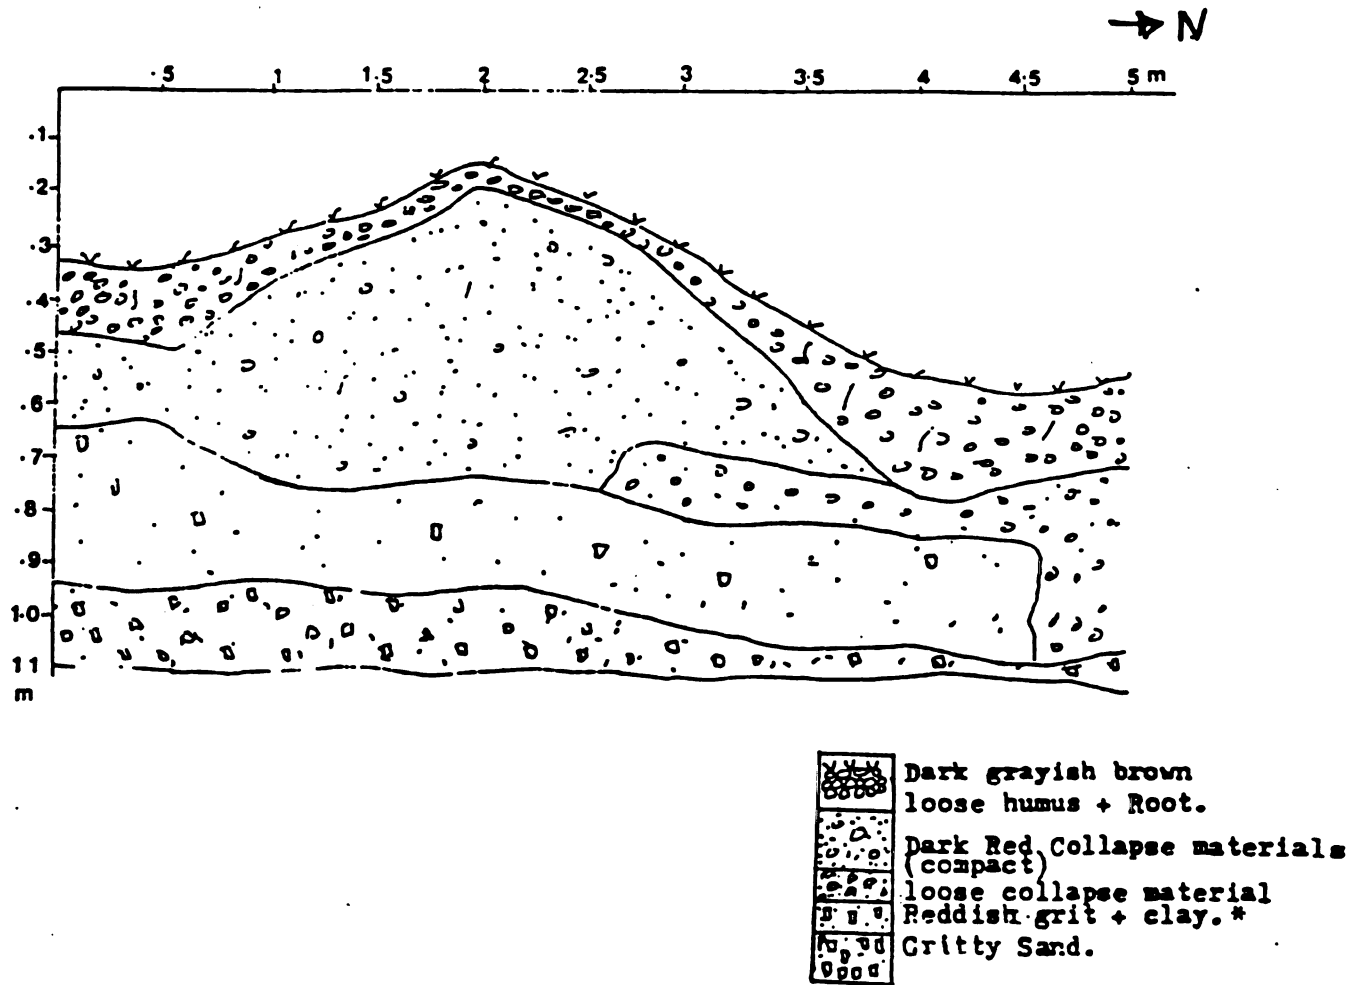 N
.5 1 1.5 2 2.5 3 3.5 4 4.5 5 m
.1
.2
.3
.4
.5
.6
.7
.8
.9
1.0
1.1
m
Dark grayish brown
loose humus + Root.
Dark Red Collapse materials
(compact)
loose collapse material
Reddish grit + clay.*
Gritty Sand.